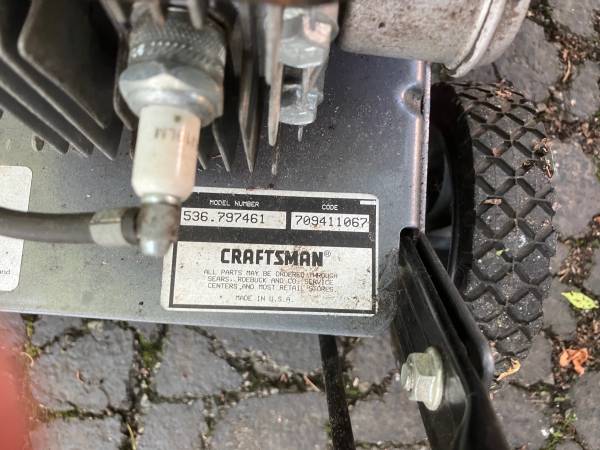 MODEL NUMBER CODE
536.797461 709411067
CRAFTSMAN®
ALL PARTS MAY BE ORDERED THROUGH
SEARS, ROEBUCK AND CO. SERVICE
CENTERS AND MOST RETAIL STORES.
MADE IN U.S.A.
and